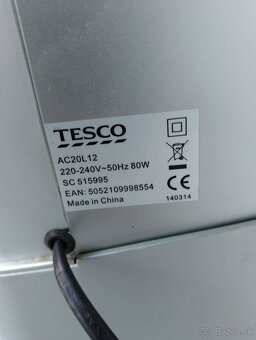 TESCO
AC20L12
220-240V~50Hz 80W
SC 515995
EAN: 5052109998554
Made in China
CE
140314